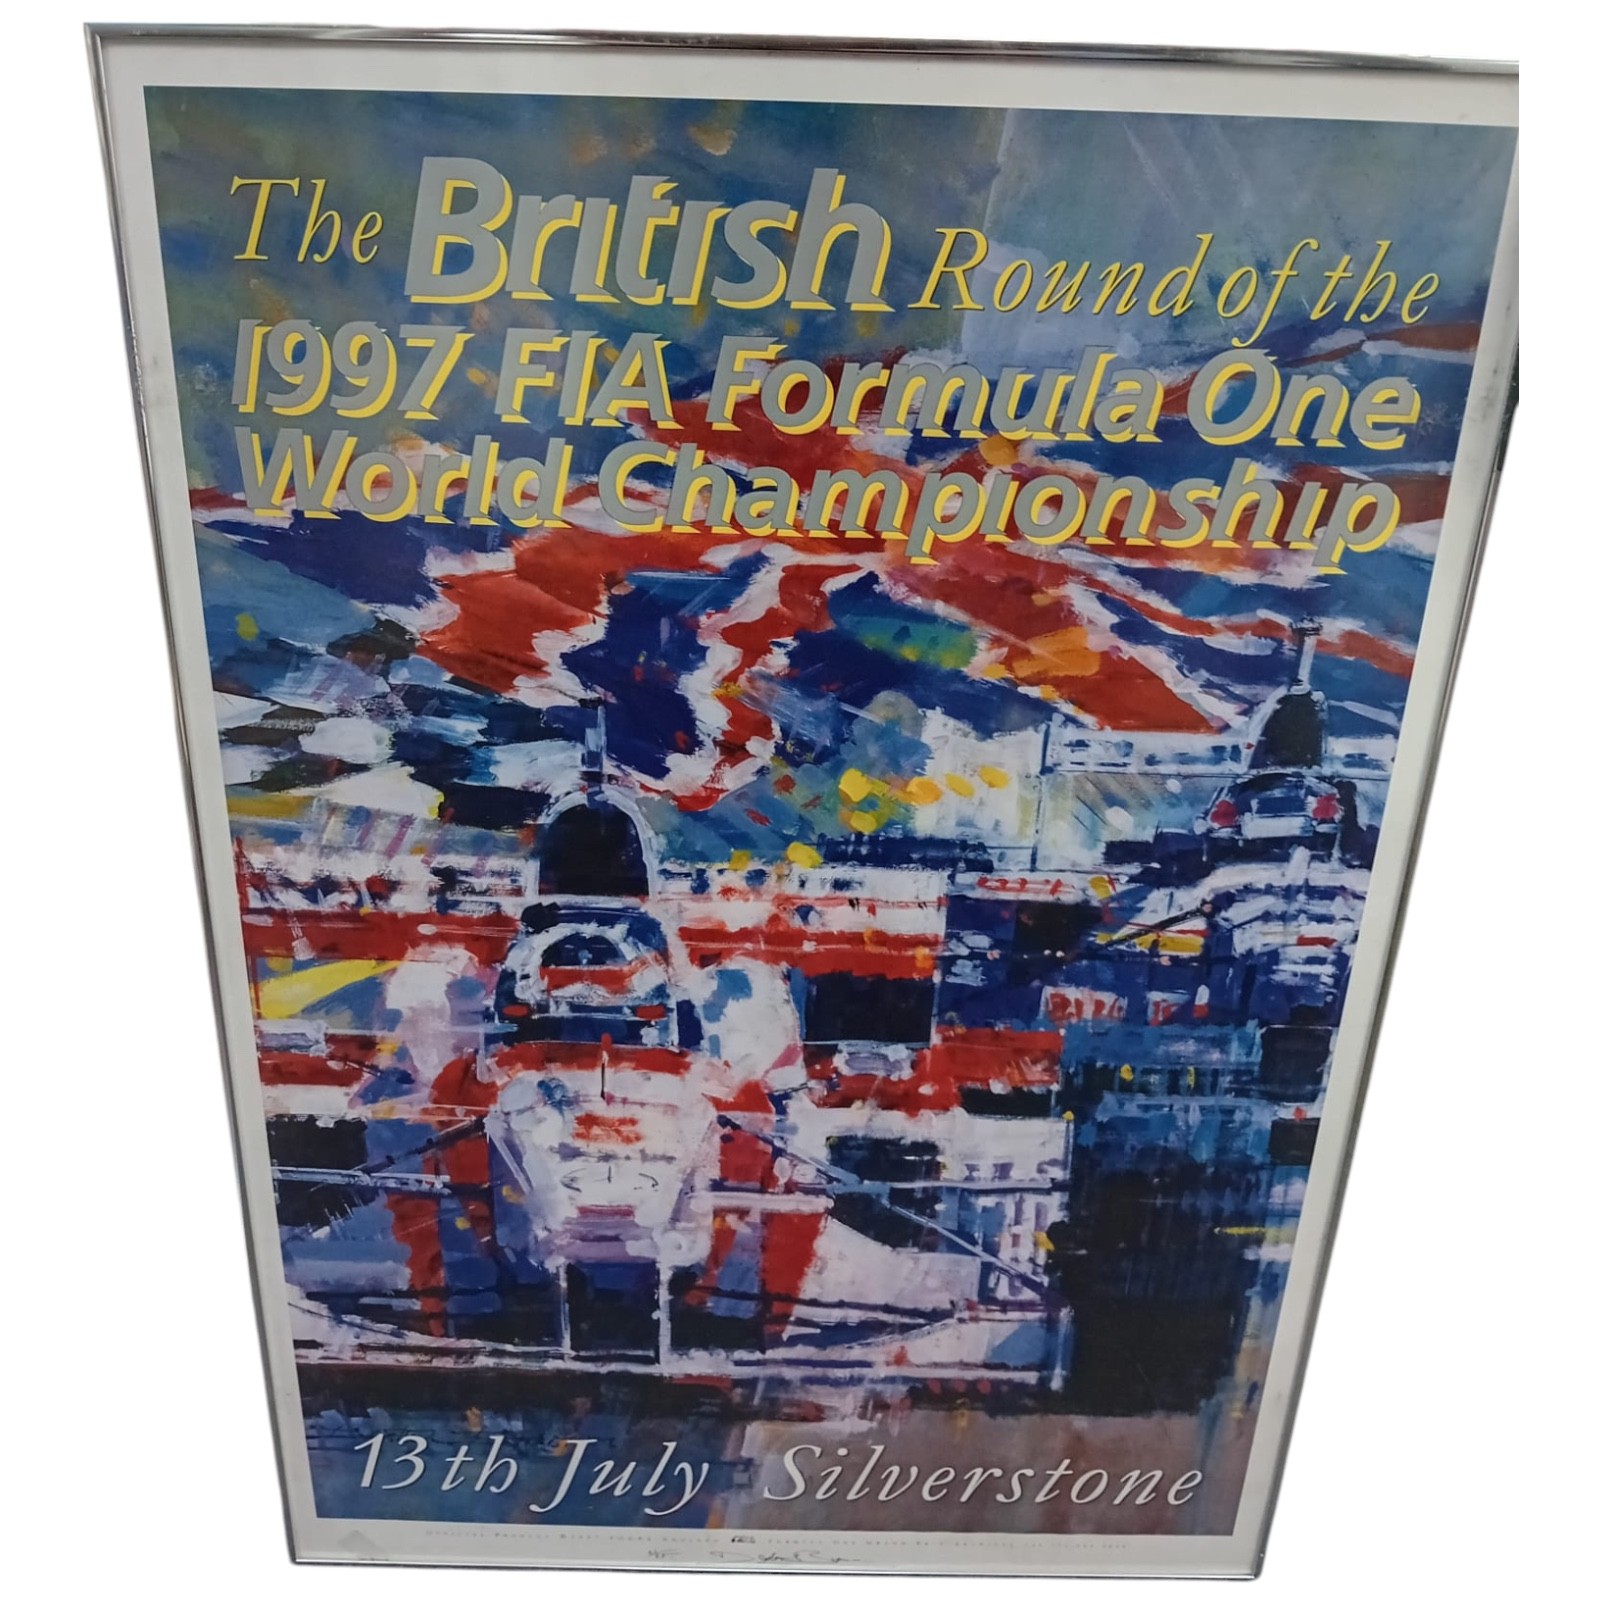 The British Round of the
1997 FIA Formula One
World Championship
13th July Silverstone